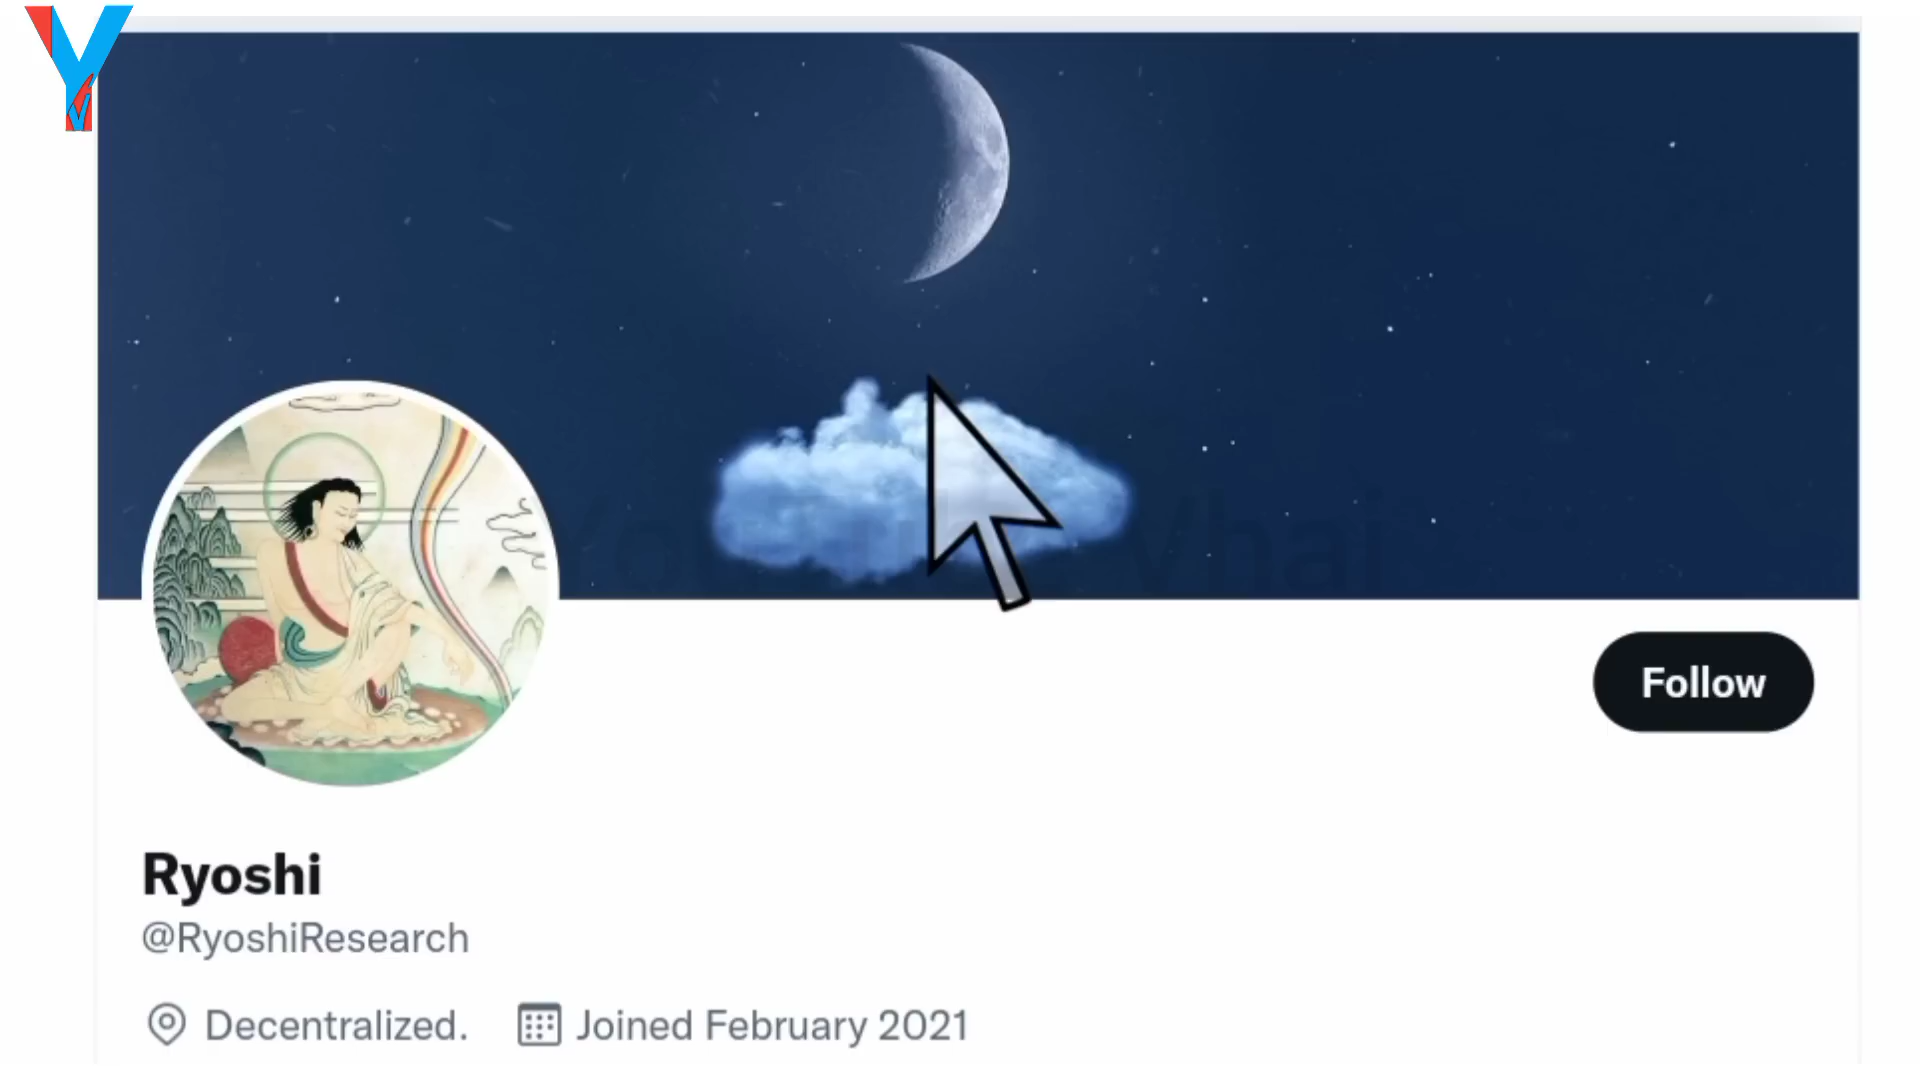 Y
Follow
Ryoshi
@RyoshiResearch
Decentralized. Joined February 2021